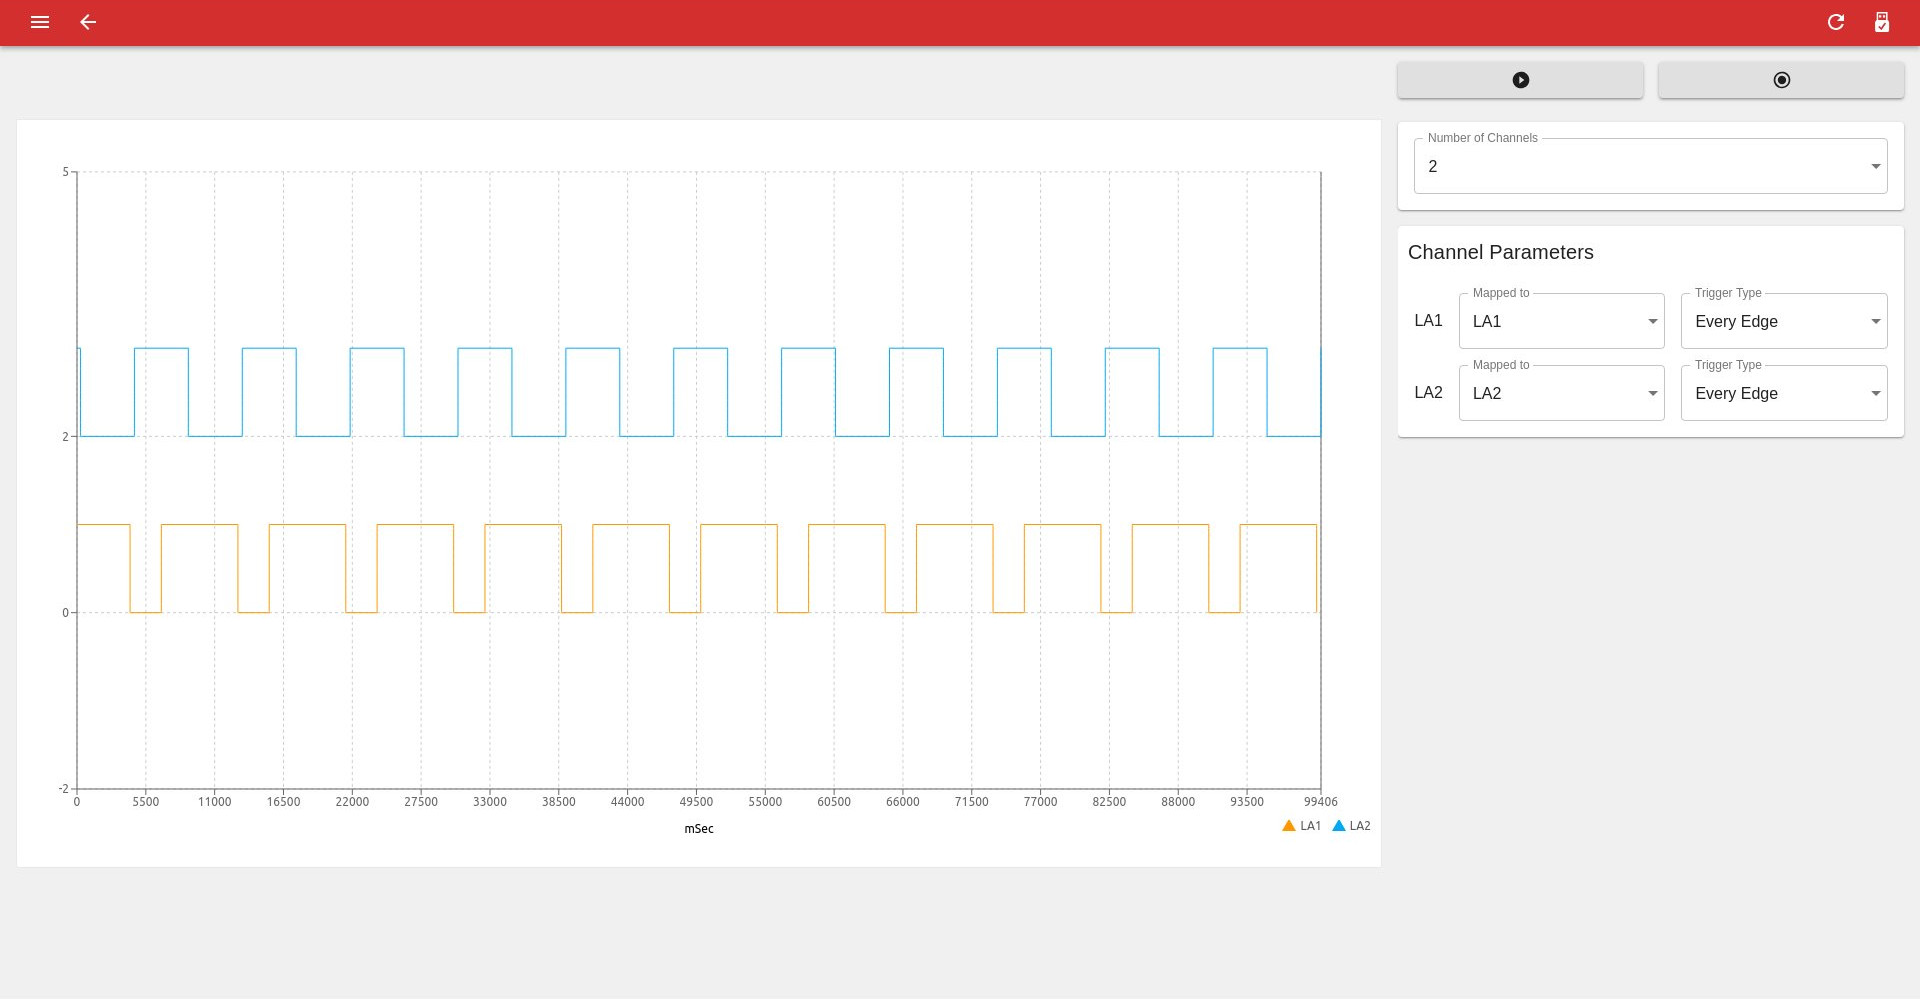 Number of Channels
2
Channel Parameters
LA1
Mapped to
LA1
Trigger Type
Every Edge
LA2
Mapped to
LA2
Trigger Type
Every Edge
5
2
0
-2
0 5500 11000 16500 22000 27500 33000 38500 44000 49500 55000 60500 66000 71500 77000 82500 88000 93500 99406
mSec
LA1 LA2